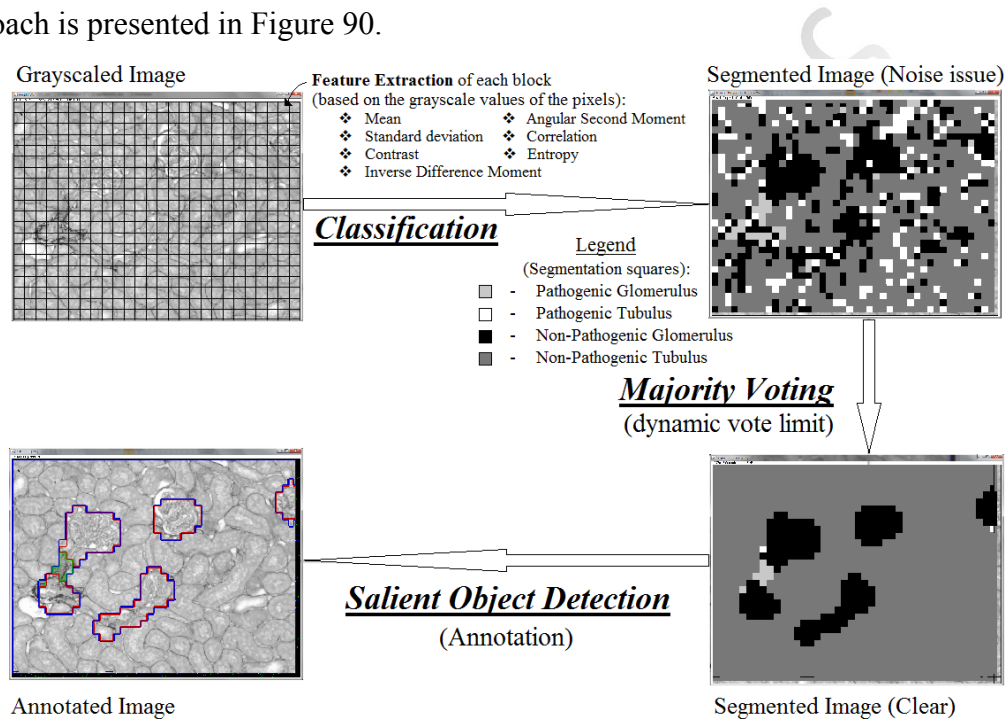 oach is presented in Figure 90.
Grayscaled Image
Feature Extraction of each block
(based on the grayscale values of the pixels):
❖ Mean
❖ Angular Second Moment
❖ Standard deviation
❖ Correlation
❖ Contrast
❖ Entropy
❖ Inverse Difference Moment
Segmented Image (Noise issue)
Classification
Legend
(Segmentation squares):
- Pathogenic Glomerulus
- Pathogenic Tubulus
- Non-Pathogenic Glomerulus
- Non-Pathogenic Tubulus
Majority Voting
(dynamic vote limit)
Salient Object Detection
(Annotation)
Annotated Image
Segmented Image (Clear)